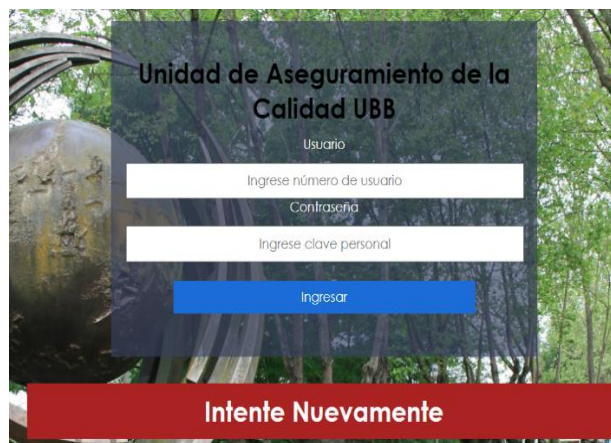 Unidad de Aseguramiento de la
Calidad UBB
Usuario
Ingrese número de usuario
Contraseña
Ingrese clave personal
Ingresar
Intente Nuevamente